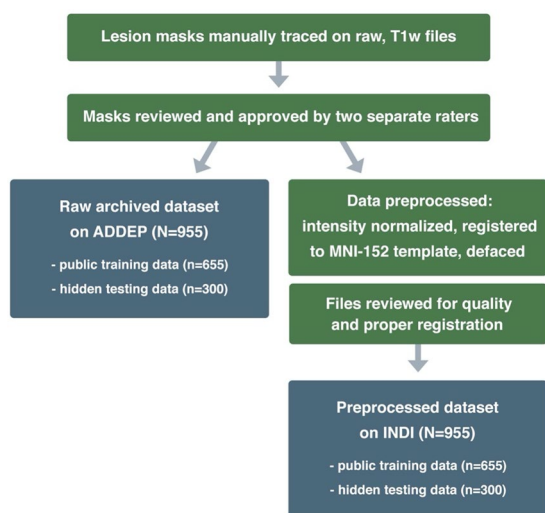 Lesion masks manually traced on raw, T1w files
Masks reviewed and approved by two separate raters
Raw archived dataset
on ADDEP (N=955)
- public training data (n=655)
- hidden testing data (n=300)
Data preprocessed:
intensity normalized, registered
to MNI-152 template, defaced
Files reviewed for quality
and proper registration
Preprocessed dataset
on INDI (N=955)
- public training data (n=655)
- hidden testing data (n=300)